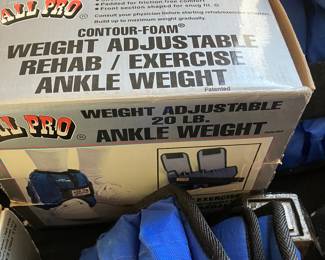 ALL PRO®
• Padded for friction free comfort
• Front section shaped for snug fit.
Consult your physician before starting
Build up to maximum weight gradually.
CONTOUR-FOAM®
WEIGHT ADJUSTABLE
REHAB / EXERCISE
ANKLE WEIGHT
Patented
ALL PRO®
WEIGHT ADJUSTABLE
20 LB.
ANKLE WEIGHT
EXERCISE